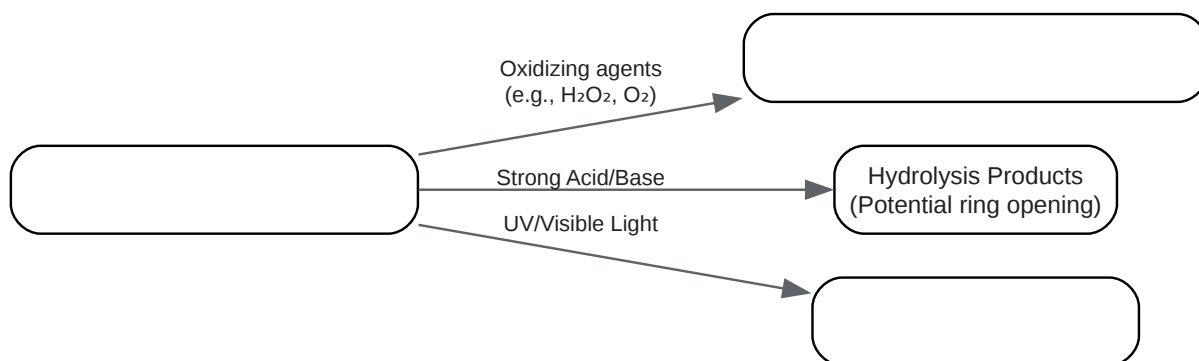 Oxidizing agents
(e.g., H₂O₂, O₂)
Strong Acid/Base
Hydrolysis Products
(Potential ring opening)
UV/Visible Light